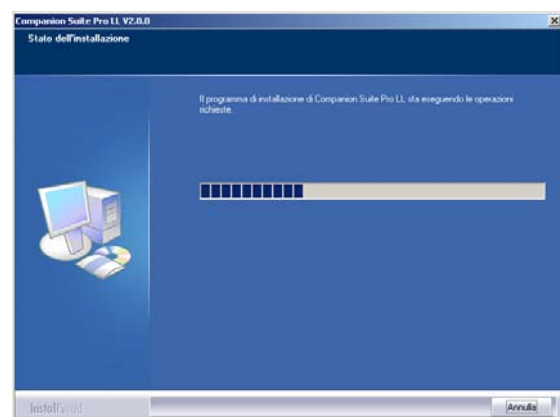 Companion Suite Pro LL V2.0.0
Stato dell'installazione
Il programma di installazione di Companion Suite Pro LL sta eseguendo le operazioni
richieste.
InstallShield
Annulla